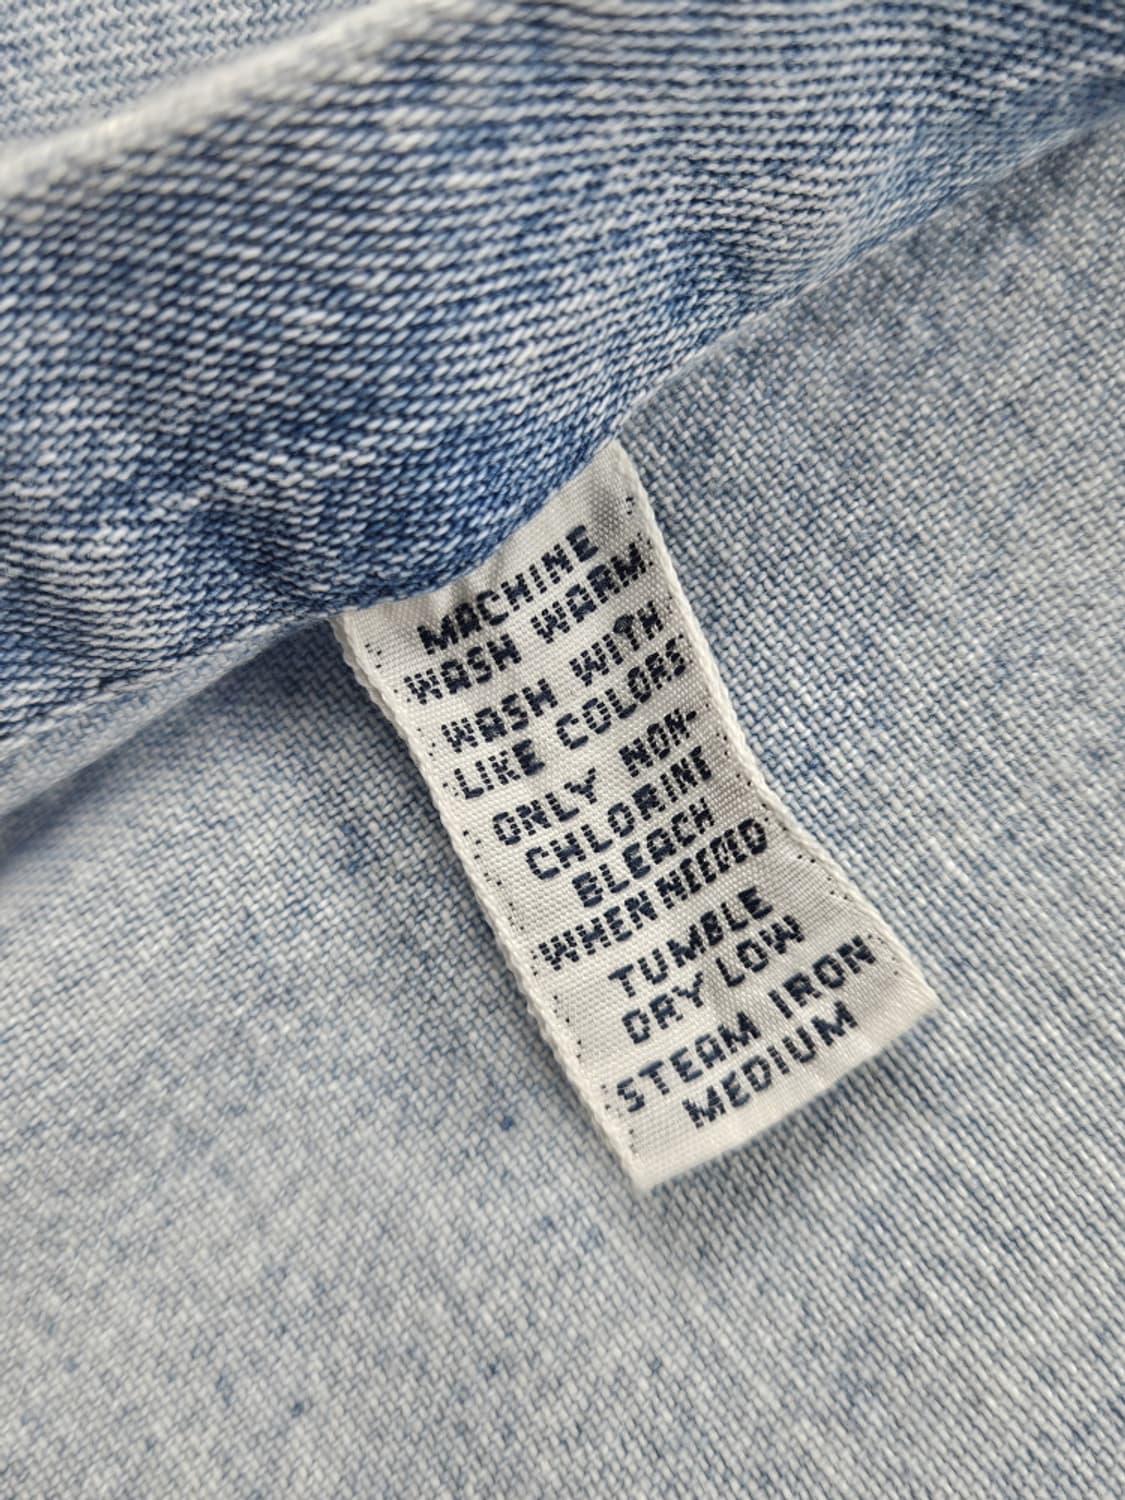 MACHINE
WASH WARM
WASH WITH
LIKE COLORS
ONLY NON-
CHLORINE
BLEACH
WHEN NEEDED
TUMBLE
DRY LOW
STEAM IRON
MEDIUM